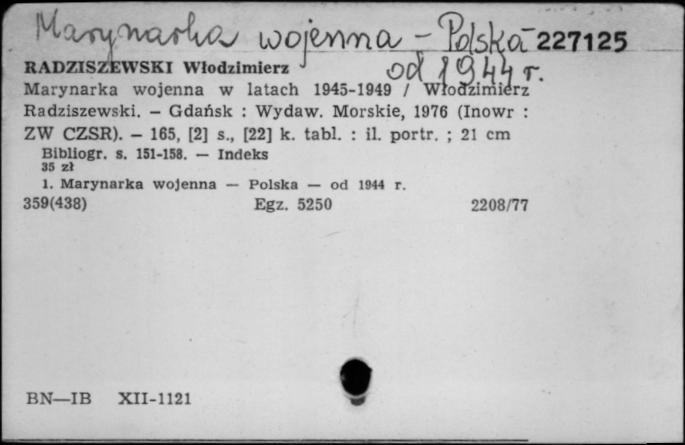 Marynarka wojenna - Polska 227125
od 1944 r.
RADZISZEWSKI Włodzimierz
Marynarka wojenna w latach 1945-1949 / Włodzimierz
Radziszewski. — Gdańsk : Wydaw. Morskie, 1976 (Inowr :
ZW CZSR). — 165, [2] s., [22] k. tabl. : il. portr. ; 21 cm
Bibliogr. s. 151-158. — Indeks
35 zł
1. Marynarka wojenna — Polska — od 1944 r.
359(438) Egz. 5250 2208/77
BN—IB XII-1121